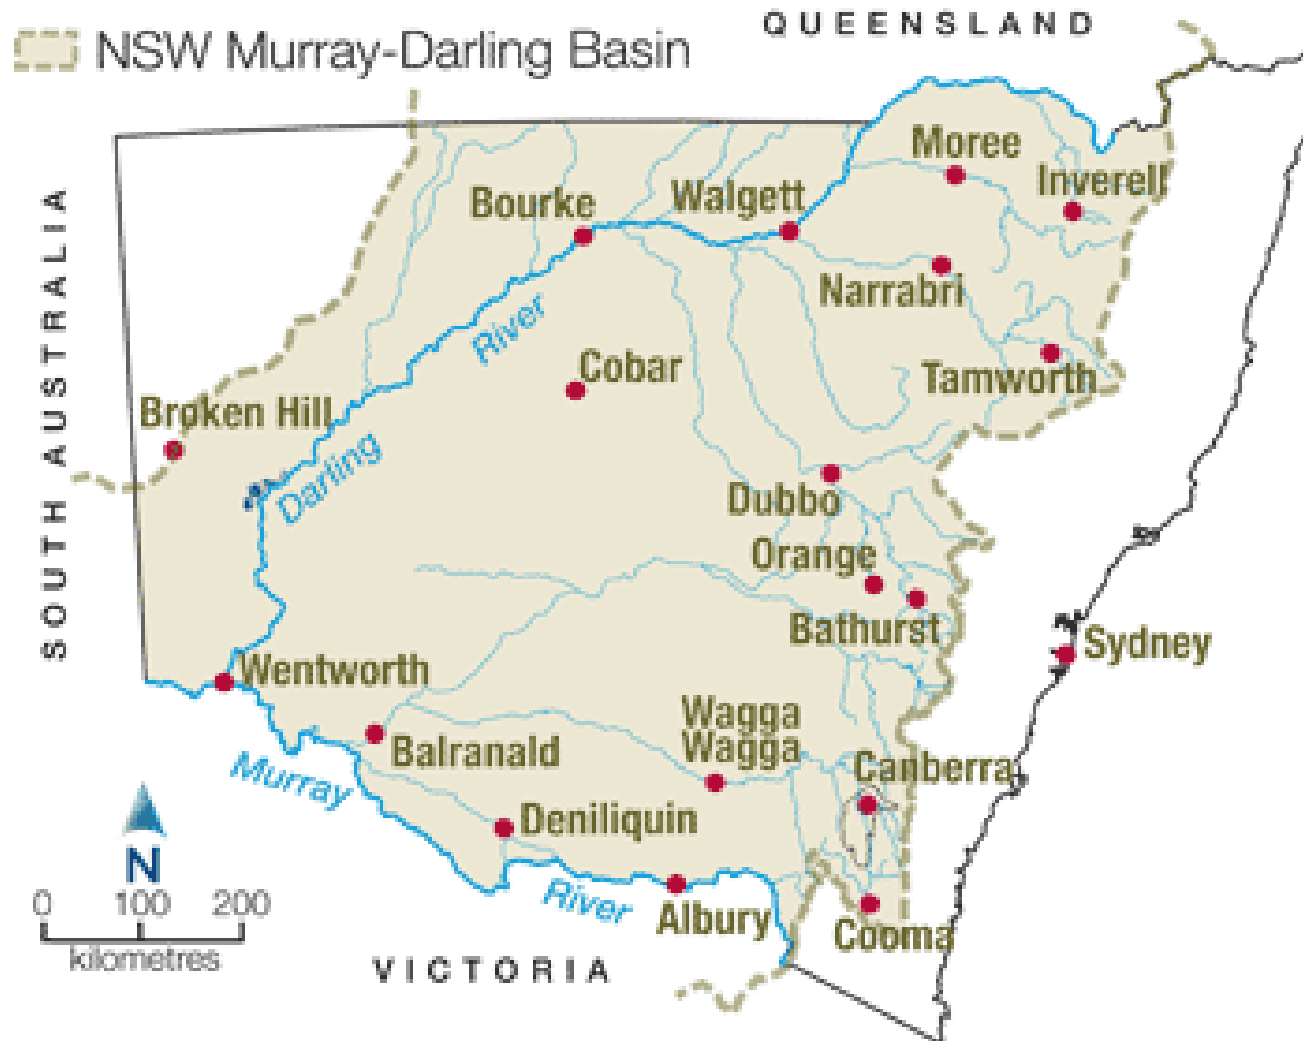 QUEENSLAND
NSW Murray-Darling Basin
Moree
Inverell
Bourke
Walgett
Narrabri
River
SOUTH AUSTRALIA
Cobar
Tamworth
Broken Hill
Darling
Dubbo
Orange
Bathurst
Sydney
Wentworth
Wagga
Wagga
Balranald
Canberra
Murray
Deniliquin
N
River
Albury
Cooma
0 100 200
kilometres
VICTORIA